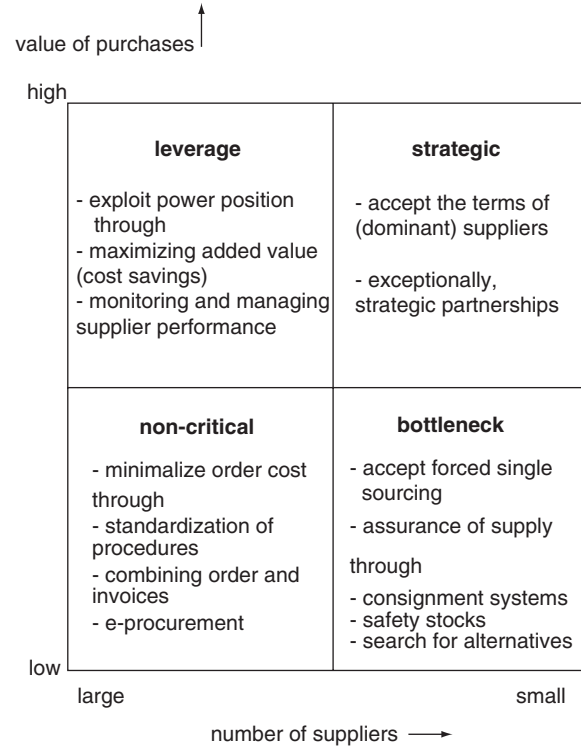 value of purchases
high
leverage
- exploit power position
through
- maximizing added value
(cost savings)
- monitoring and managing
supplier performance
strategic
- accept the terms of
(dominant) suppliers
- exceptionally,
strategic partnerships
non-critical
- minimalize order cost
through
- standardization of
procedures
- combining order and
invoices
- e-procurement
bottleneck
- accept forced single
sourcing
- assurance of supply
through
- consignment systems
- safety stocks
- search for alternatives
low
large
small
number of suppliers